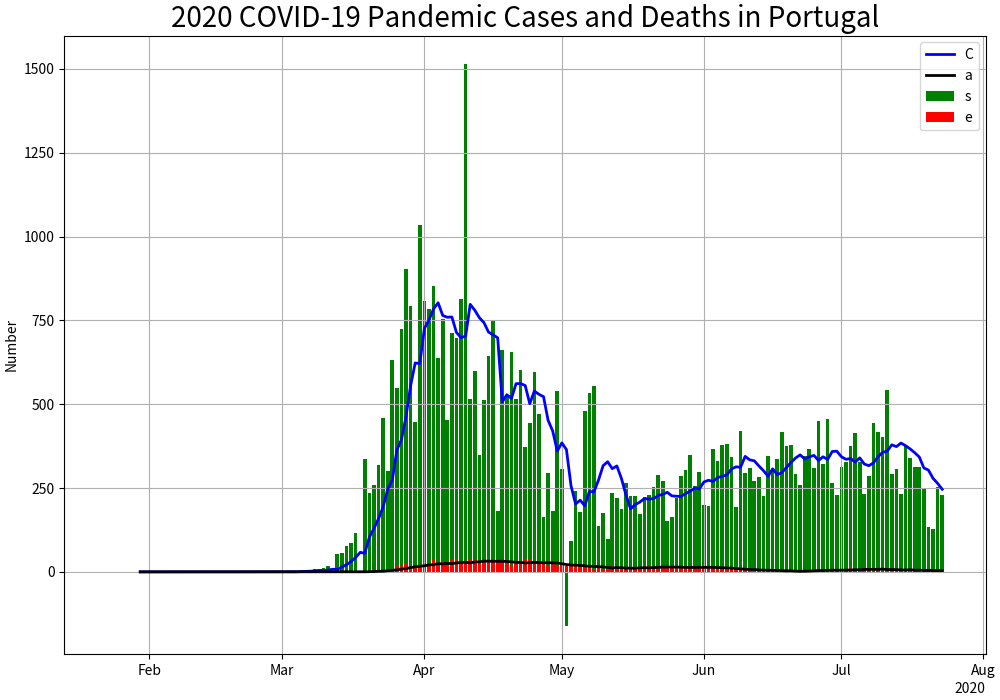 2020 COVID-19 Pandemic Cases and Deaths in Portugal
C
a
s
e
Number
1500
1250
1000
750
500
250
0
Feb
Mar
Apr
May
Jun
Jul
Aug
2020